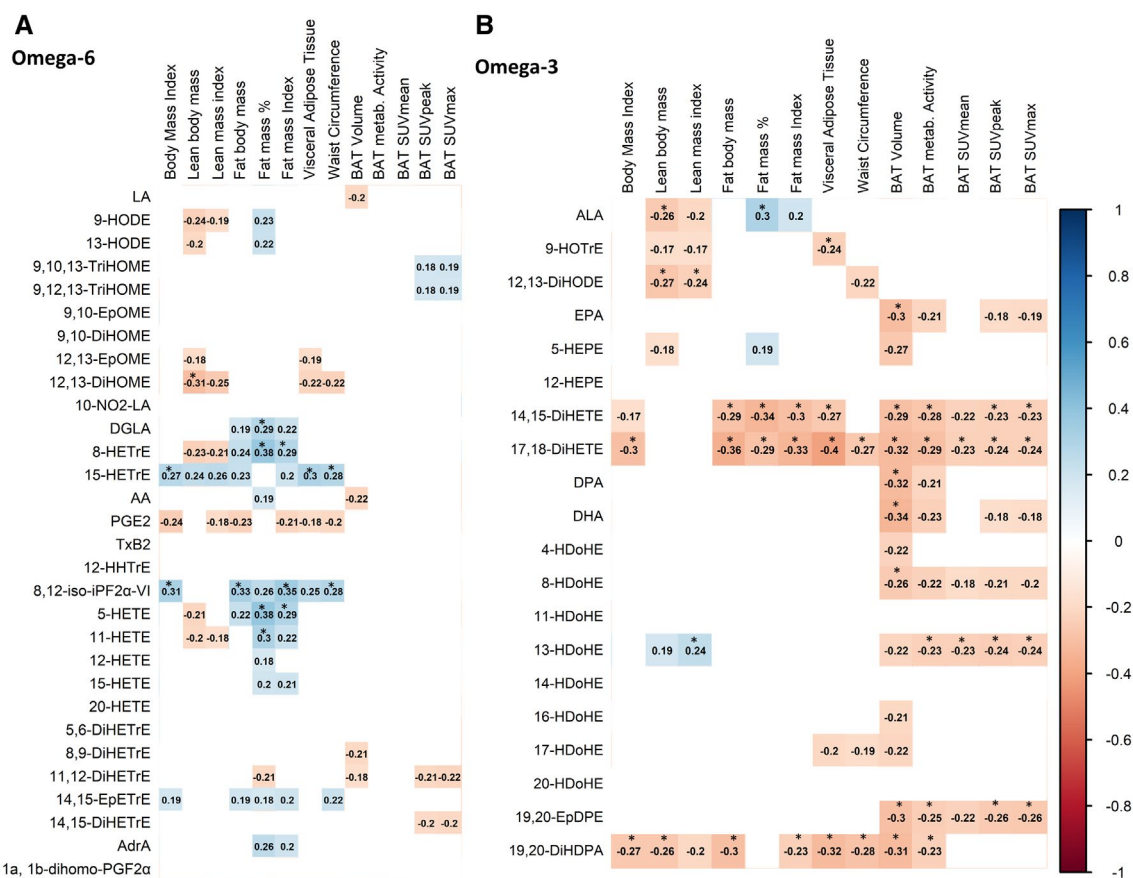 A
Omega-6
Body Mass Index
Lean body mass
Lean mass index
Fat body mass
Fat mass %
Fat mass Index
Visceral Adipose Tissue
Waist Circumference
BAT Volume
BAT metab. Activity
BAT SUVmean
BAT SUVpeak
BAT SUVmax
LA -0.2
9-HODE -0.24 -0.19 0.23
13-HODE -0.2 0.22
9,10,13-TriHOME 0.18 0.19
9,12,13-TriHOME 0.18 0.19
9,10-EpOME
9,10-DiHOME
12,13-EpOME -0.18 -0.19
12,13-DiHOME *-0.31 -0.25 -0.22 -0.22
10-NO2-LA
DGLA 0.19 *0.29 0.22
8-HETrE -0.23 -0.21 0.24 *0.38 *0.29
15-HETrE *0.27 0.24 0.26 0.23 0.2 *0.3 *0.28
AA 0.19 -0.22
PGE2 -0.24 -0.18 -0.23 -0.21 -0.18 -0.2
TxB2
12-HHTrE
8,12-iso-iPF2α-VI *0.31 *0.33 0.26 *0.35 0.25 *0.28
5-HETE -0.21 0.22 *0.38 *0.29
11-HETE -0.2 -0.18 *0.3 0.22
12-HETE 0.18
15-HETE 0.2 0.21
20-HETE
5,6-DiHETrE
8,9-DiHETrE -0.21
11,12-DiHETrE -0.21 -0.18 -0.21 -0.22
14,15-EpETrE 0.19 0.19 0.18 0.2 0.22
14,15-DiHETrE -0.2 -0.2
AdrA 0.26 0.2
1a, 1b-dihomo-PGF2α
B
Omega-3
Body Mass Index
Lean body mass
Lean mass index
Fat body mass
Fat mass %
Fat mass Index
Visceral Adipose Tissue
Waist Circumference
BAT Volume
BAT metab. Activity
BAT SUVmean
BAT SUVpeak
BAT SUVmax
ALA *-0.26 -0.2 *0.3 0.2
9-HOTrE -0.17 -0.17 *-0.24
12,13-DiHODE *-0.27 *-0.24 -0.22
EPA *-0.3 -0.21 -0.18 -0.19
5-HEPE -0.18 0.19 -0.27
12-HEPE
14,15-DiHETE -0.17 *-0.29 *-0.34 *-0.3 *-0.27 *-0.29 *-0.28 -0.22 *-0.23 *-0.23
17,18-DiHETE *-0.3 *-0.36 *-0.29 *-0.33 *-0.4 *-0.27 *-0.32 *-0.29 *-0.23 *-0.24 *-0.24
DPA *-0.32 -0.21
DHA *-0.34 -0.23 -0.18 -0.18
4-HDoHE -0.22
8-HDoHE *-0.26 -0.22 -0.18 -0.21 -0.2
11-HDoHE
13-HDoHE 0.19 *0.24 -0.22 *-0.23 *-0.23 *-0.24 *-0.24
14-HDoHE
16-HDoHE -0.21
17-HDoHE -0.2 -0.19 -0.22
20-HDoHE
19,20-EpDPE *-0.3 *-0.25 -0.22 *-0.26 *-0.26
19,20-DiHDPA *-0.27 *-0.26 -0.2 *-0.3 *-0.23 *-0.32 *-0.28 *-0.31 *-0.23
1
0.8
0.6
0.4
0.2
0
-0.2
-0.4
-0.6
-0.8
-1